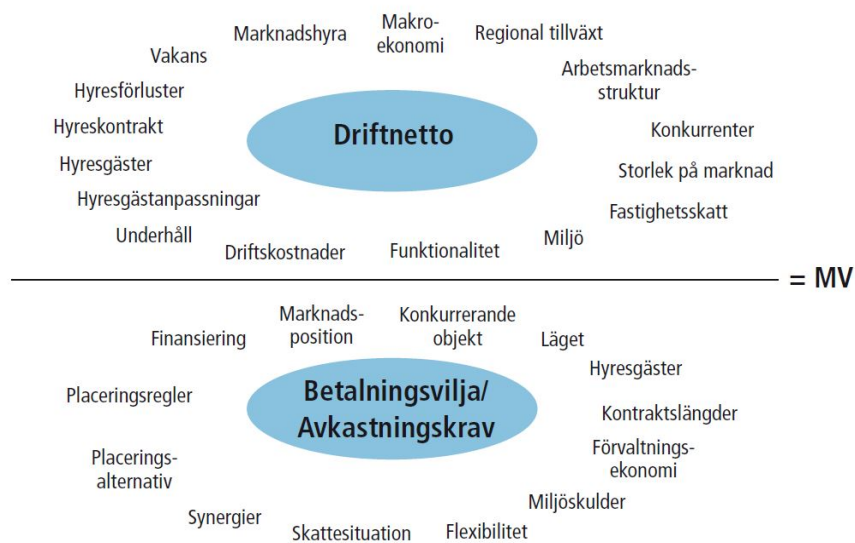 Marknadshyra
Makro-
ekonomi
Regional tillväxt
Vakans
Arbetsmarknads-
struktur
Hyresförluster
Hyreskontrakt
Driftnetto
Konkurrenter
Hyresgäster
Storlek på marknad
Hyresgästanpassningar
Fastighetsskatt
Underhåll
Driftskostnader
Funktionalitet
Miljö
= MV
Finansiering
Marknads-
position
Konkurrerande
objekt
Läget
Hyresgäster
Placeringsregler
Betalningsvilja/
Avkastningskrav
Kontraktslängder
Placerings-
alternativ
Förvaltnings-
ekonomi
Miljöskulder
Synergier
Skattesituation
Flexibilitet